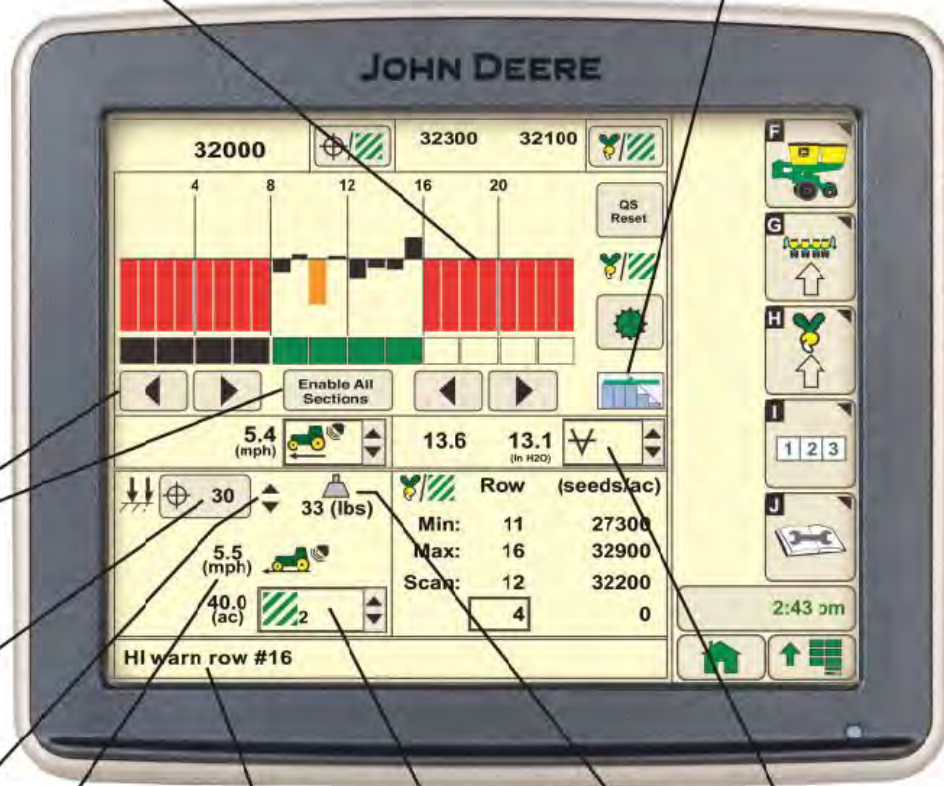 JOHN DEERE
32000
32300 32100
4 8 12 16 20
QS
Reset
Enable All
Sections
5.4
(mph)
13.6 13.1
(In H2O)
30
33 (lbs)
5.5
(mph)
40.0
(ac)
2
Row (seeds/ac)
Min: 11 27300
Max: 16 32900
Scan: 12 32200
4 0
HI warn row #16
F
G
H
I
1 2 3
J
2:43 pm